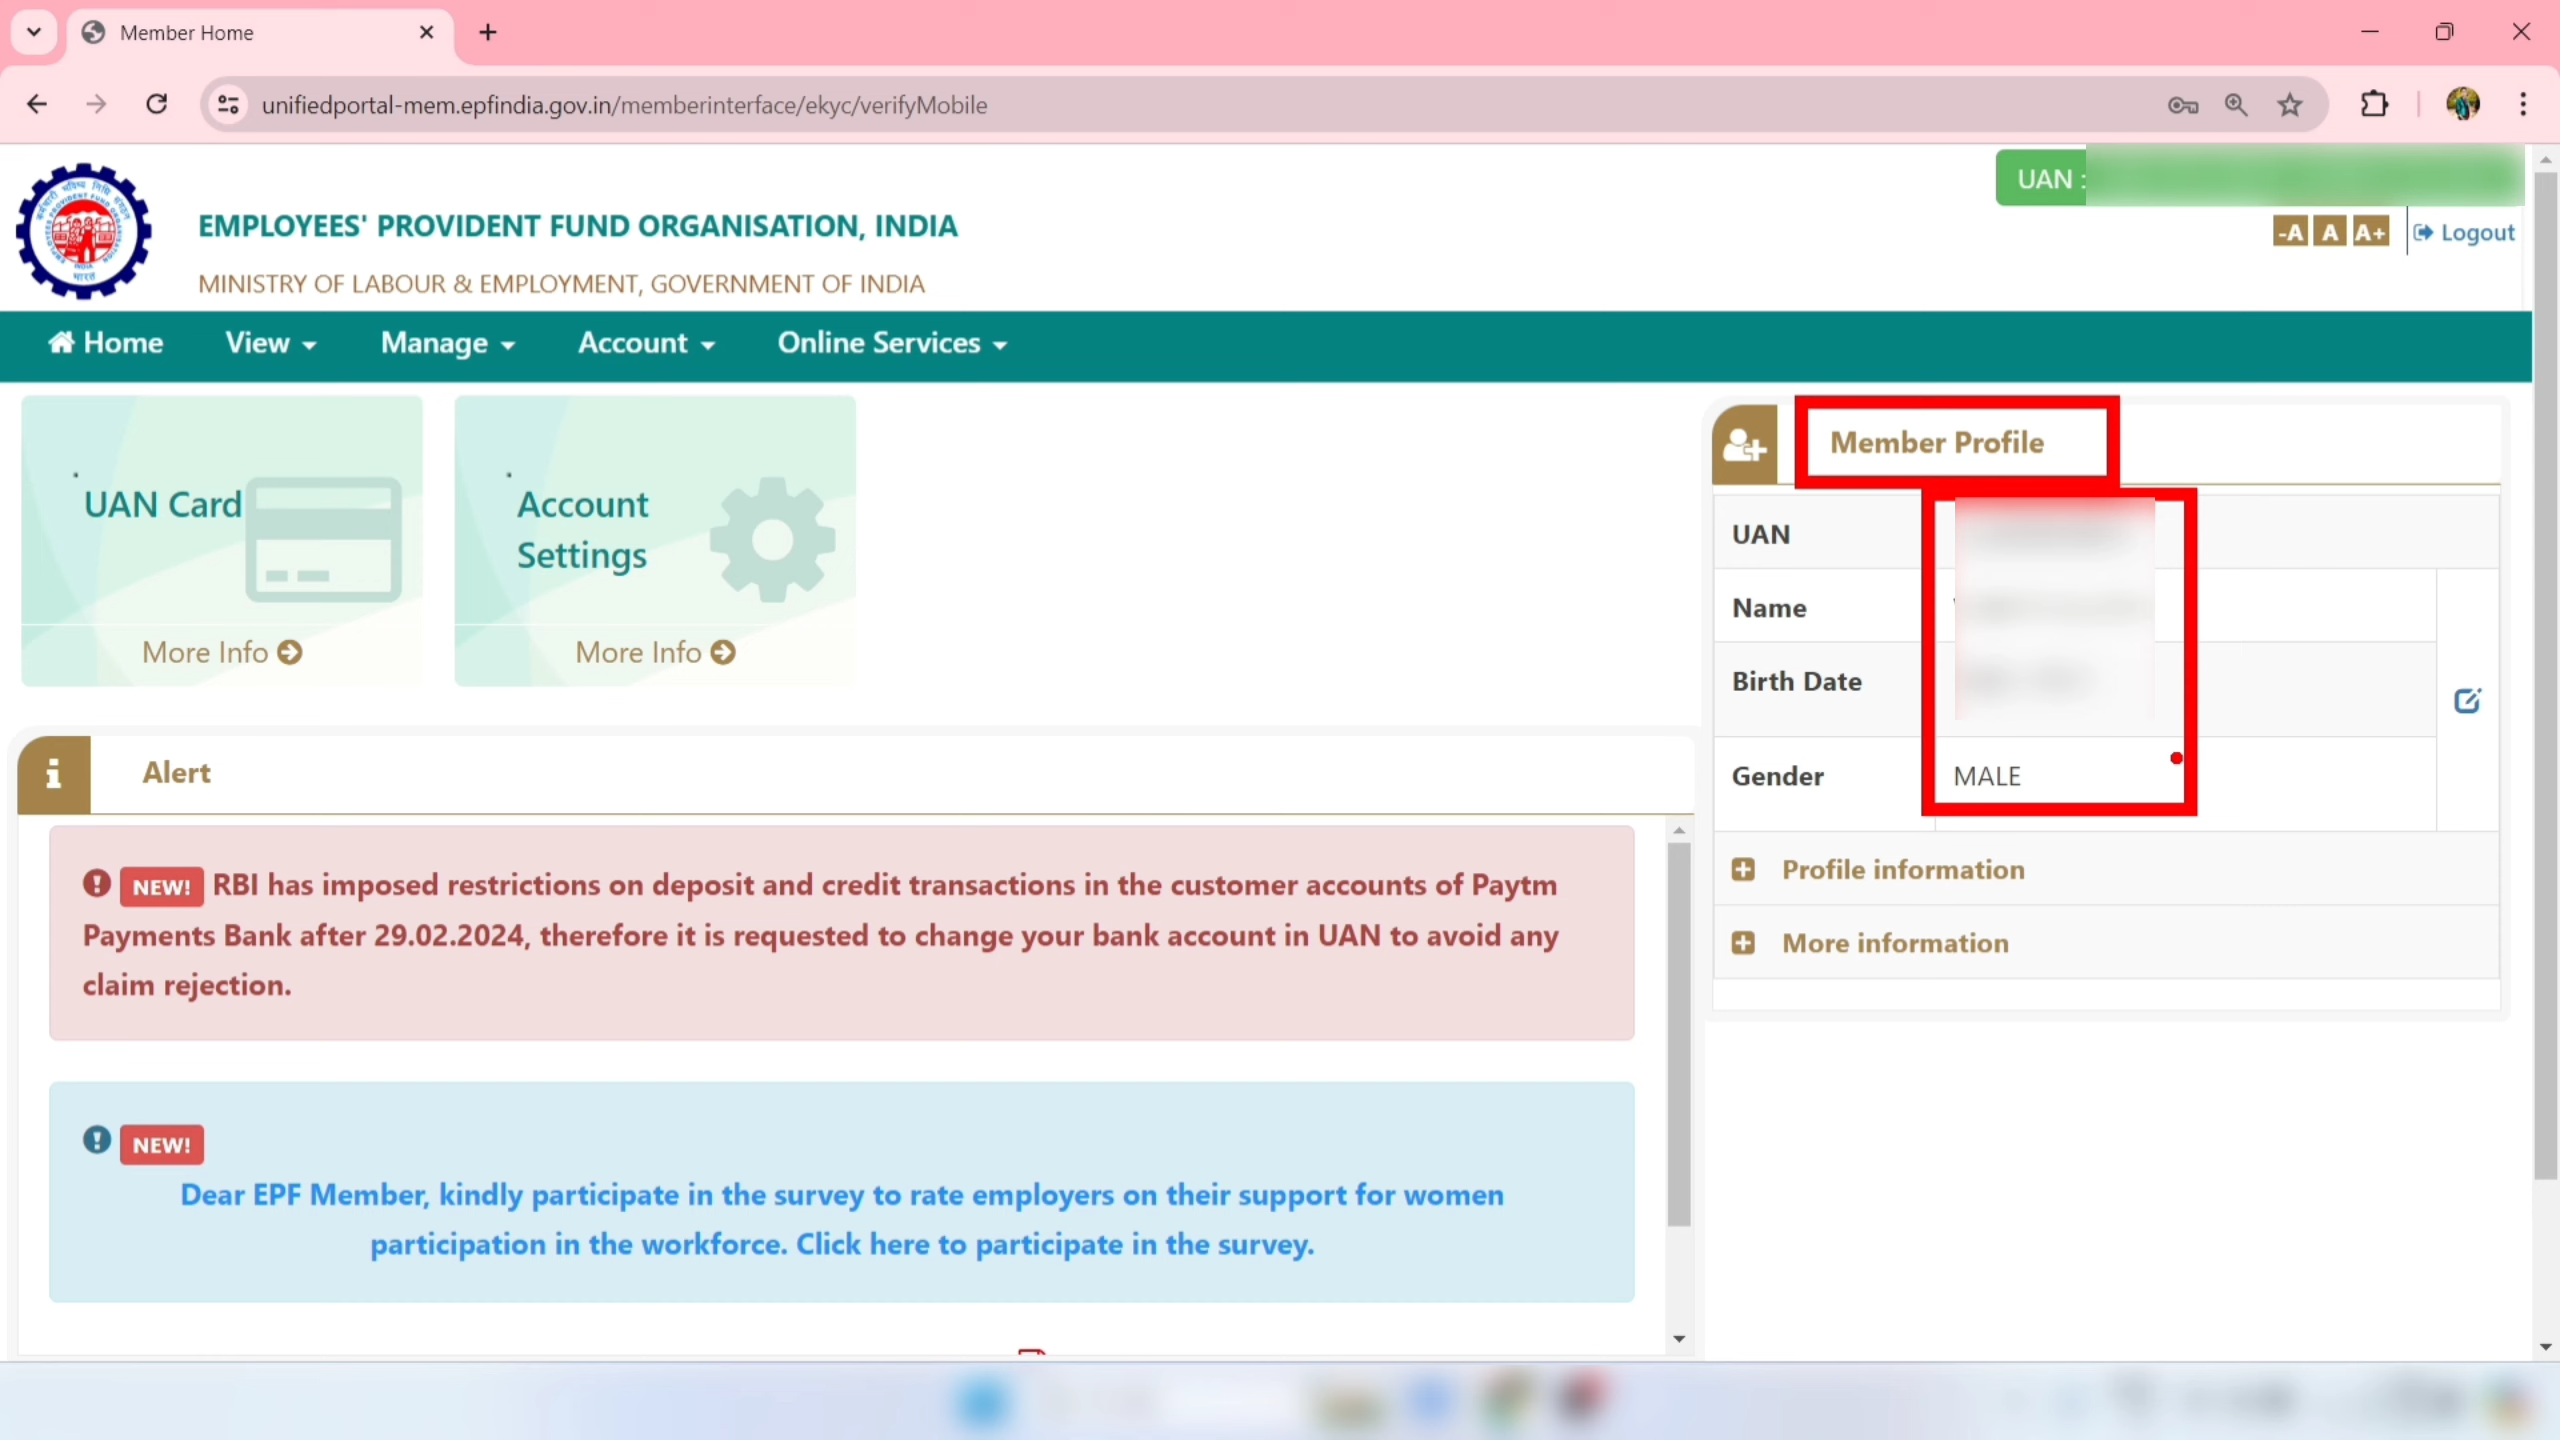 Member Home
unifiedportal-mem.epfindia.gov.in/memberinterface/ekyc/verifyMobile
UAN :
EMPLOYEES' PROVIDENT FUND ORGANISATION, INDIA
-A A A+ Logout
MINISTRY OF LABOUR & EMPLOYMENT, GOVERNMENT OF INDIA
Home View Manage Account Online Services
UAN Card
More Info
Account
Settings
More Info
Member Profile
UAN
Name
Birth Date
Gender MALE
Profile information
More information
Alert
NEW! RBI has imposed restrictions on deposit and credit transactions in the customer accounts of Paytm
Payments Bank after 29.02.2024, therefore it is requested to change your bank account in UAN to avoid any
claim rejection.
NEW!
Dear EPF Member, kindly participate in the survey to rate employers on their support for women
participation in the workforce. Click here to participate in the survey.